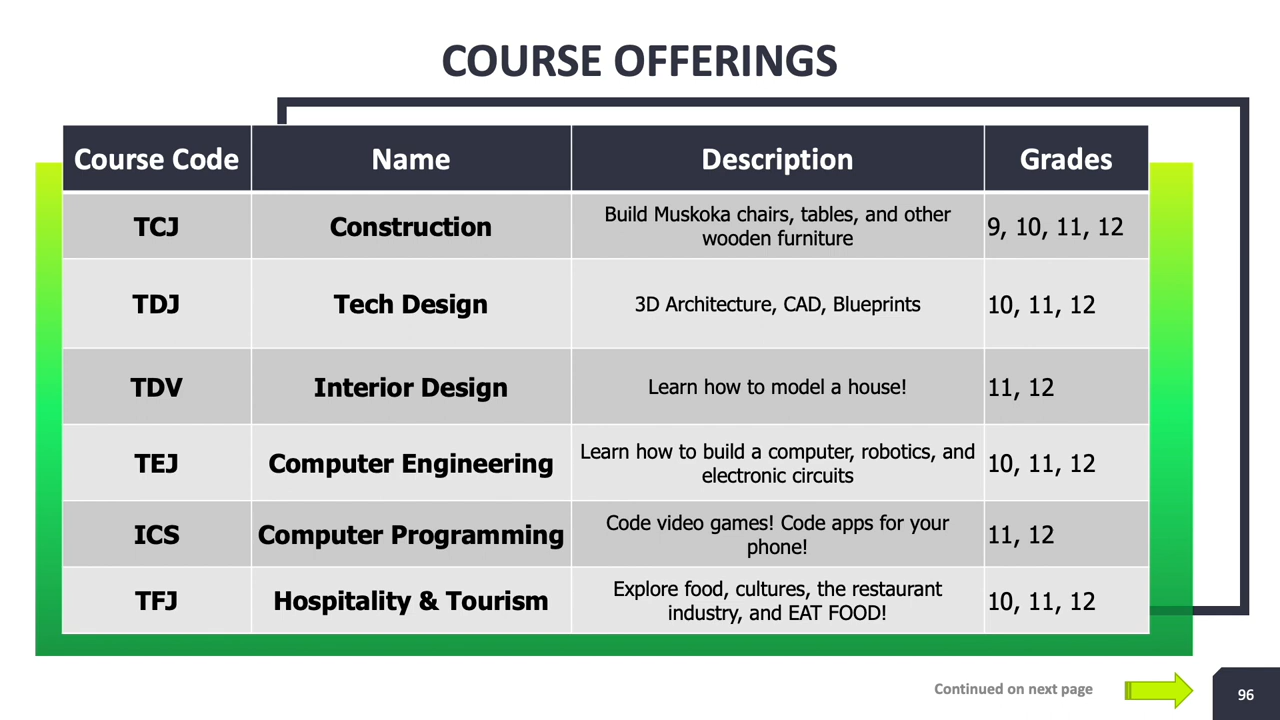 COURSE OFFERINGS
Course Code Name Description Grades
TCJ Construction Build Muskoka chairs, tables, and other
wooden furniture 9, 10, 11, 12
TDJ Tech Design 3D Architecture, CAD, Blueprints 10, 11, 12
TDV Interior Design Learn how to model a house! 11, 12
TEJ Computer Engineering Learn how to build a computer, robotics, and
electronic circuits 10, 11, 12
ICS Computer Programming Code video games! Code apps for your
phone! 11, 12
TFJ Hospitality & Tourism Explore food, cultures, the restaurant
industry, and EAT FOOD! 10, 11, 12
Continued on next page
96